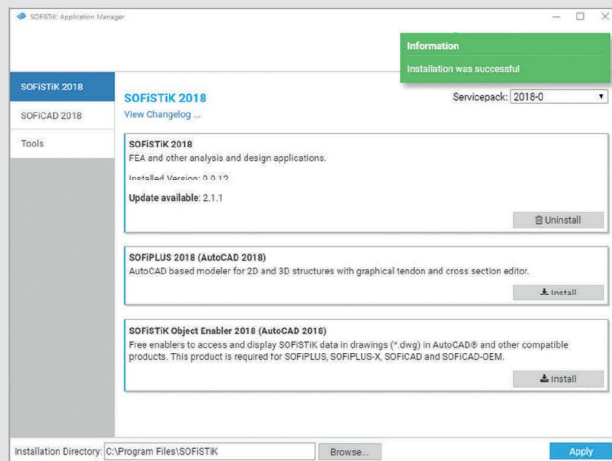 SOFiSTiK: Application Manager
Information
Installation was successful
SOFiSTiK 2018
SOFiCAD 2018
Tools
SOFiSTiK 2018
View Changelog ...
Servicepack: 2018-0
SOFiSTiK 2018
FEA and other analysis and design applications.
Installed Version: 0.0.12
Update available: 2.1.1
Uninstall
SOFiPLUS 2018 (AutoCAD 2018)
AutoCAD based modeler for 2D and 3D structures with graphical tendon and cross section editor.
Install
SOFiSTiK Object Enabler 2018 (AutoCAD 2018)
Free enablers to access and display SOFiSTiK data in drawings (*.dwg) in AutoCAD® and other compatible
products. This product is required for SOFiPLUS, SOFiPLUS-X, SOFiCAD and SOFiCAD-OEM.
Install
Installation Directory: C:\Program Files\SOFiSTiK
Browse...
Apply